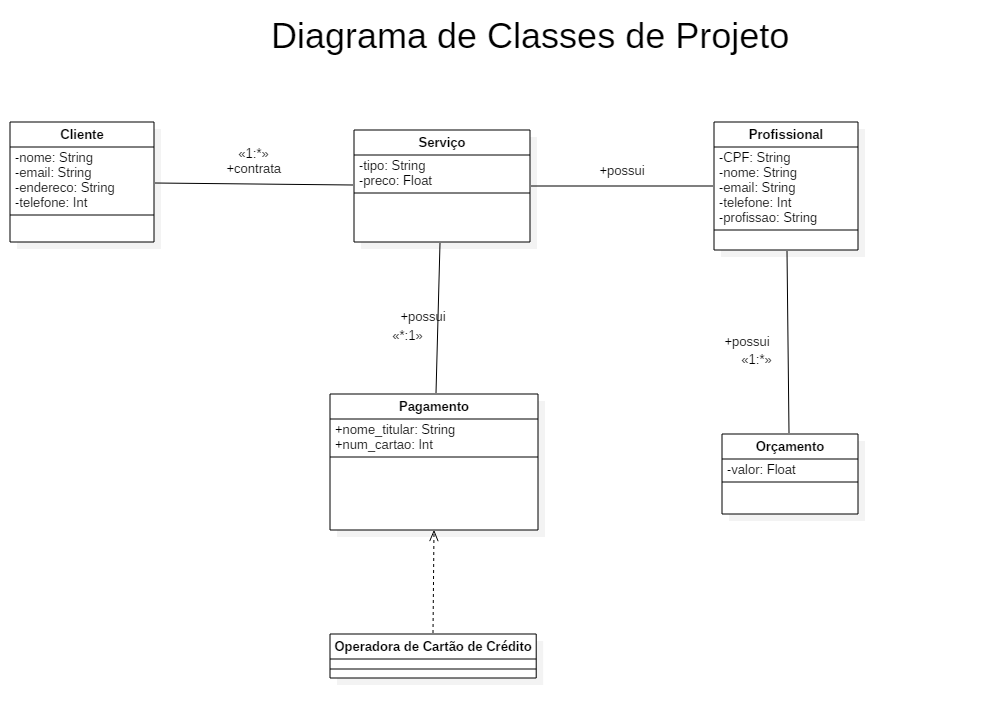 Diagrama de Classes de Projeto
Cliente
-nome: String
-email: String
-endereco: String
-telefone: Int
«1:*»
+contrata
Serviço
-tipo: String
-preco: Float
+possui
Profissional
-CPF: String
-nome: String
-email: String
-telefone: Int
-profissao: String
+possui
«*:1»
+possui
«1:*»
Pagamento
+nome_titular: String
+num_cartao: Int
Orçamento
-valor: Float
Operadora de Cartão de Crédito